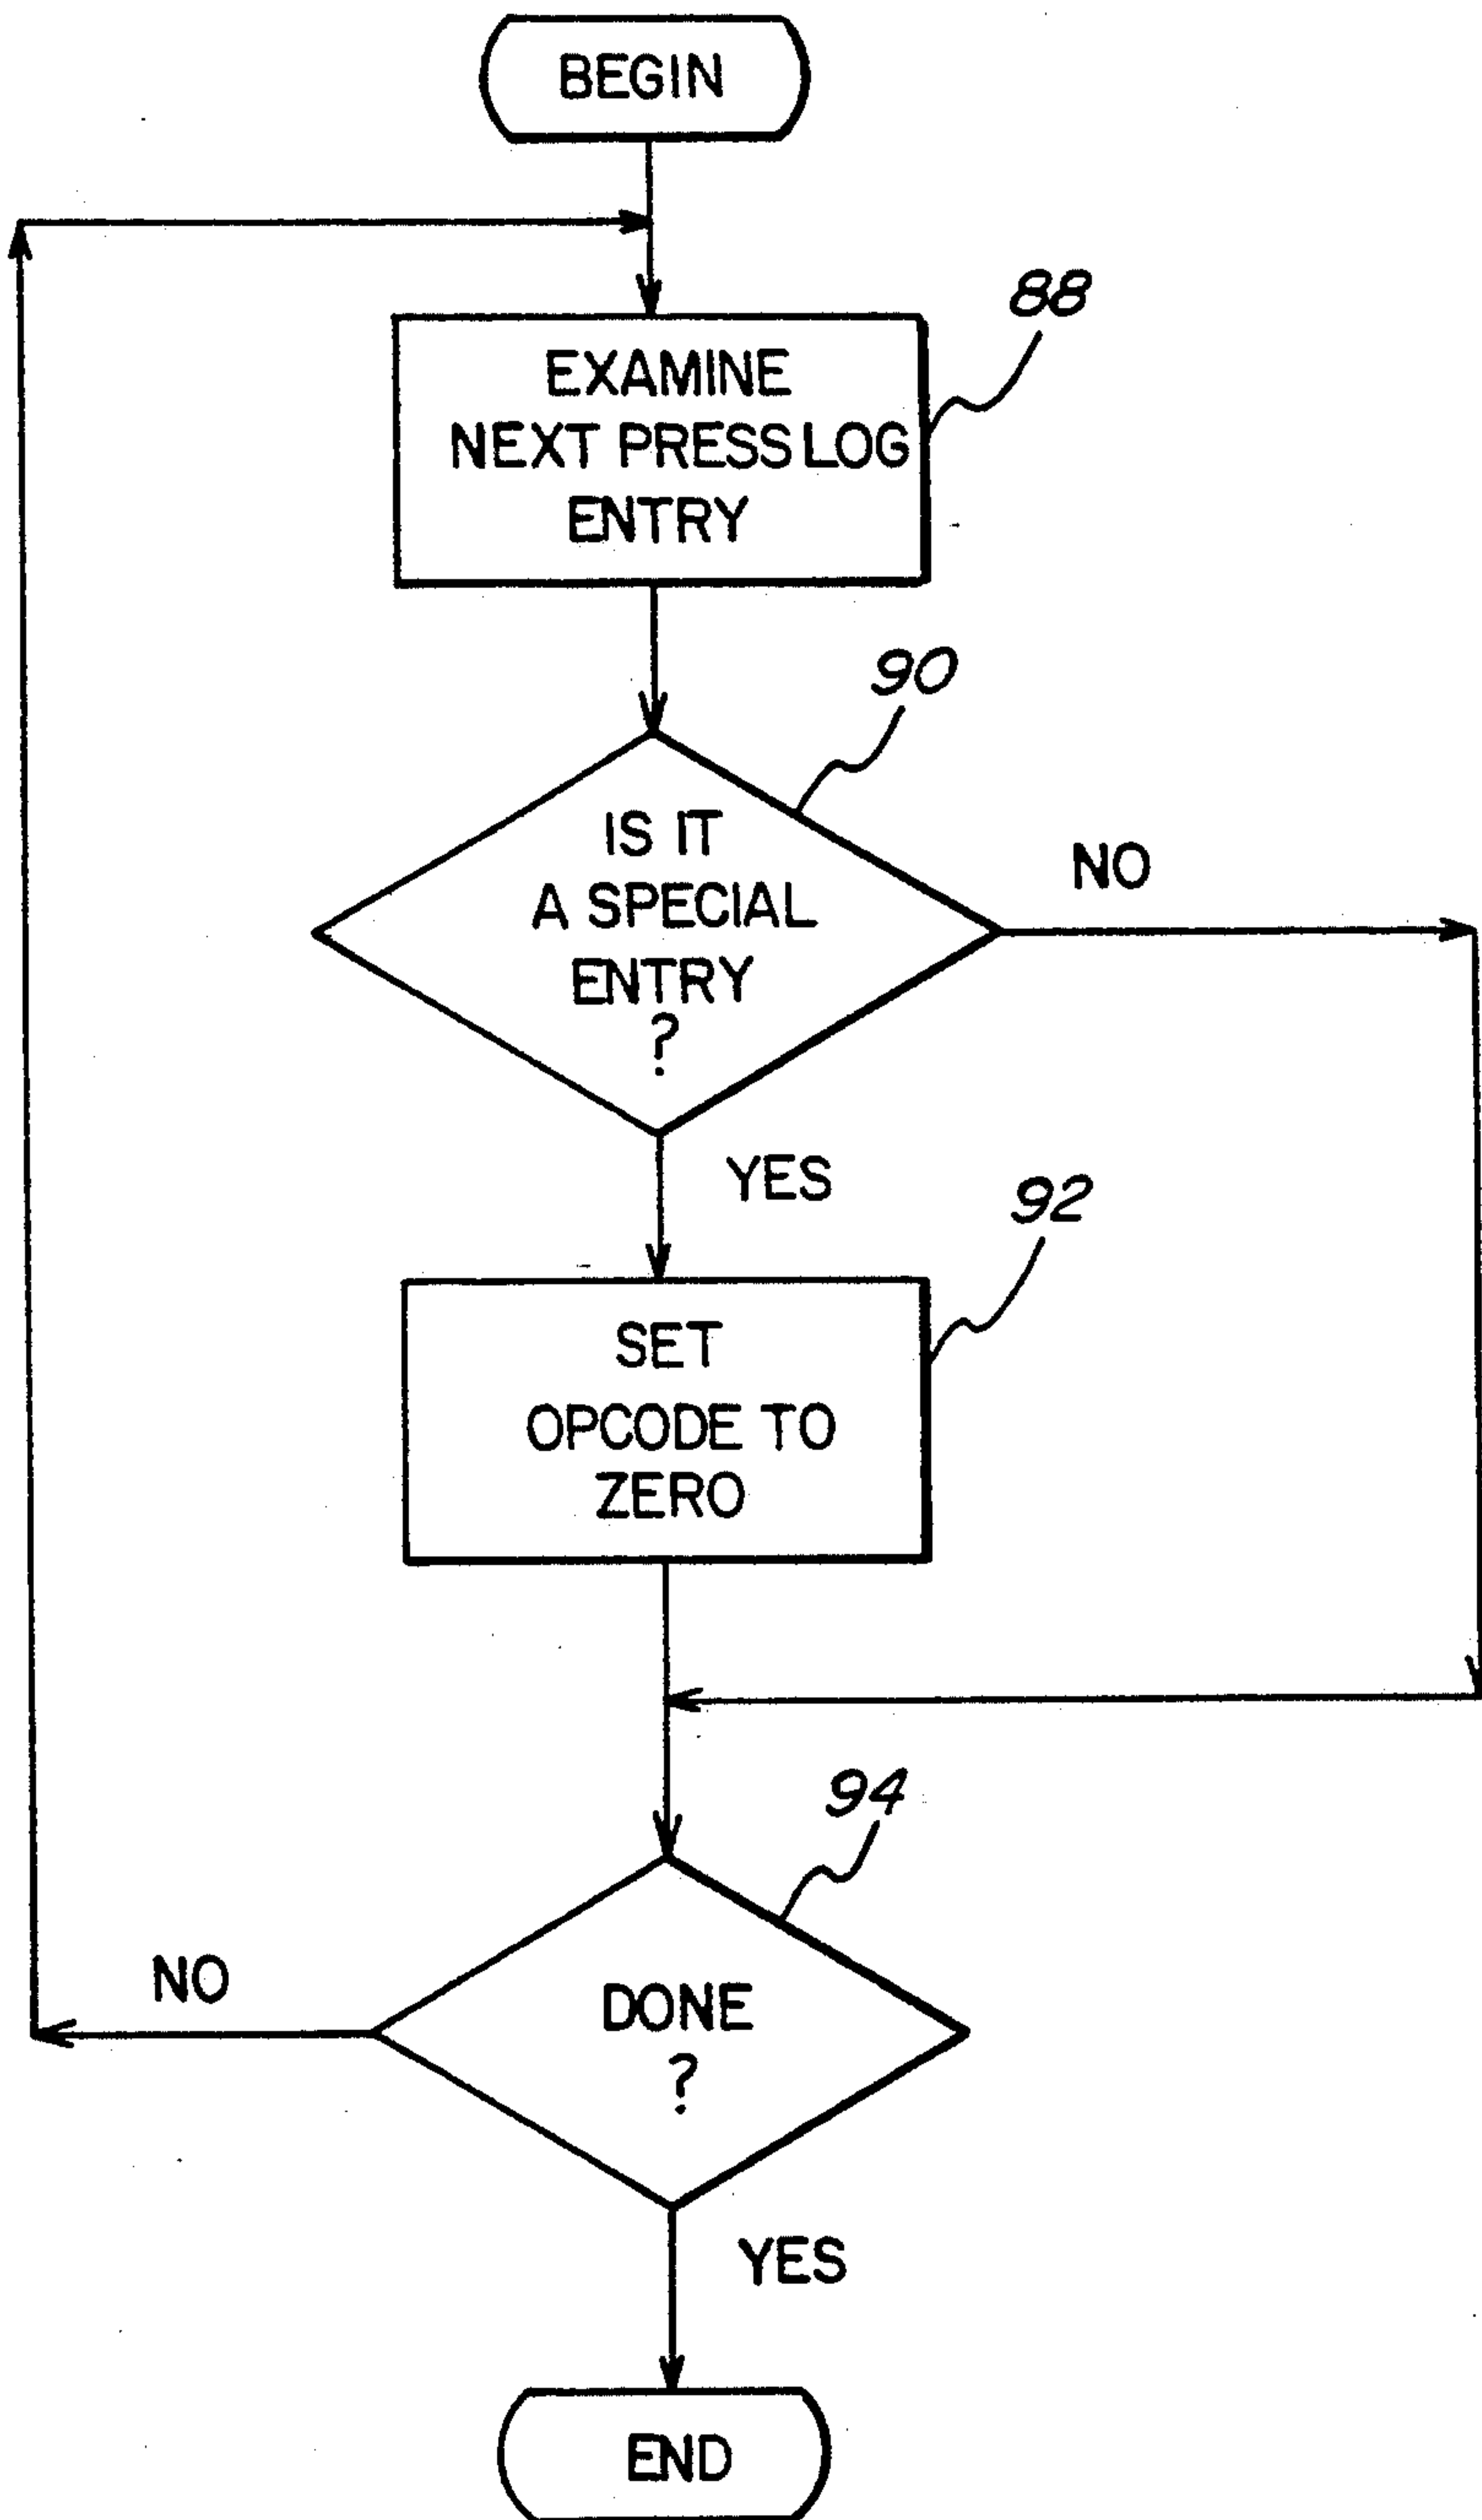 BEGIN
88
EXAMINE
NEXT PRESS LOG
ENTRY
90
IS IT
A SPECIAL
ENTRY
?
NO
YES
92
SET
OPCODE TO
ZERO
94
DONE
?
NO
YES
END